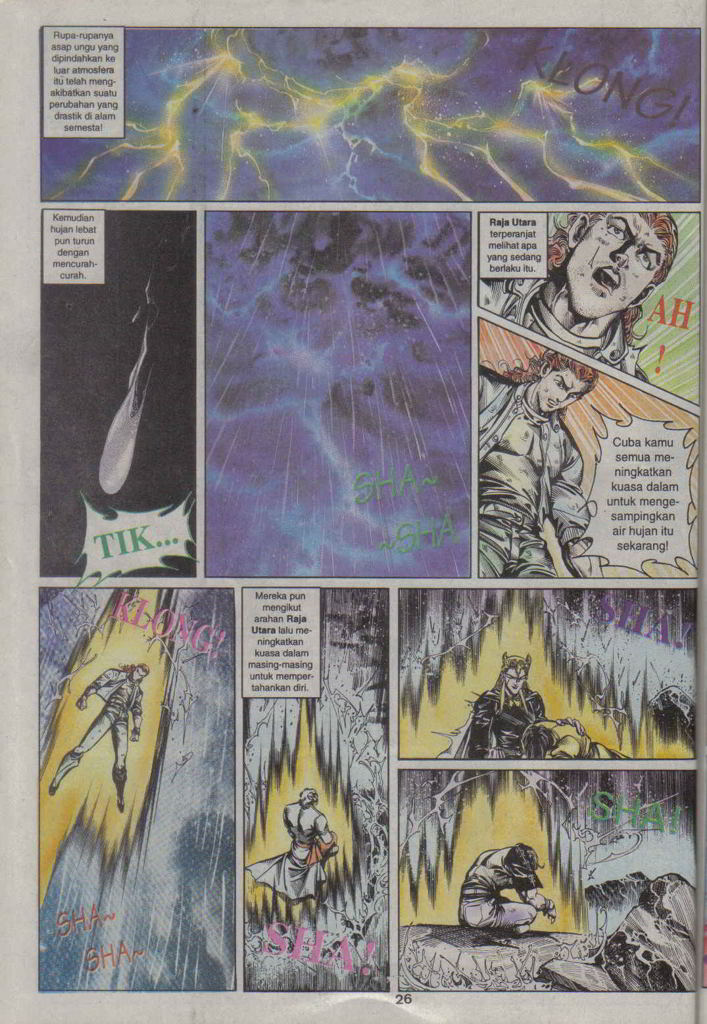 Rupa-rupanya
asap ungu yang
dipindahkan ke
luar atmosfera
itu telah meng-
akibatkan suatu
perubahan yang
drastik di alam
semesta!
KLONG!
Kemudian
hujan lebat
pun turun
dengan
mencurah-
curah.
TIK...
SHA~
~SHA
Raja Utara
terperanjat
melihat apa
yang sedang
berlaku itu.
AH
!
Cuba kamu
semua me-
ningkatkan
kuasa dalam
untuk menge-
sampingkan
air hujan itu
sekarang!
KLONG!
SHA~
SHA~
Mereka pun
mengikut
arahan Raja
Utara lalu me-
ningkatkan
kuasa dalam
masing-masing
untuk memper-
tahankan diri.
SHA!
SHA!
SHA!
26